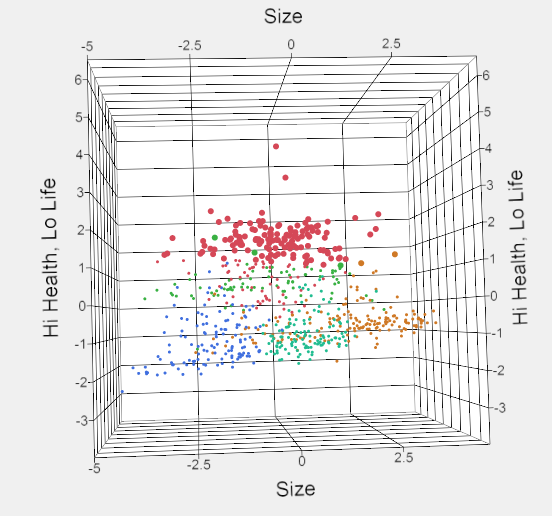 Size
-5 -2.5 0 2.5
6 6
5 5
4 4
3 3
2 2
1 1
0 0
-1 -1
-2 -2
-3 -3
Hi Health, Lo Life
Hi Health, Lo Life
-5 -2.5 0 2.5
Size